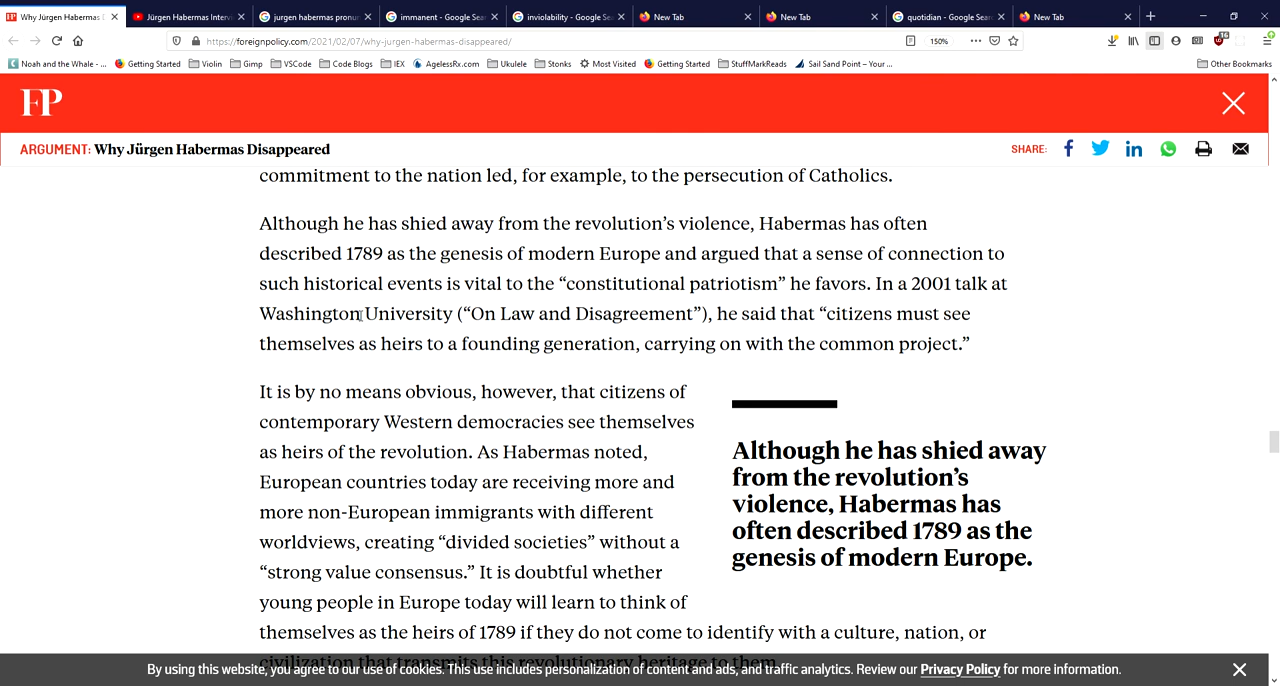 Why Jürgen Habermas D
Jürgen Habermas Intervi
jurgen habermas pronun
immanent - Google Sear
inviolability - Google Se
New Tab
New Tab
quotidian - Google Searc
New Tab
https://foreignpolicy.com/2021/02/07/why-jurgen-habermas-disappeared/
150%
Noah and the Whale - ...
Getting Started
Violin
Gimp
VSCode
Code Blogs
IEX
AgelessRx.com
Ukulele
Stonks
Most Visited
Getting Started
StuffMarkReads
Sail Sand Point – Your ...
Other Bookmarks
FP
ARGUMENT: Why Jürgen Habermas Disappeared
SHARE:
commitment to the nation led, for example, to the persecution of Catholics.
Although he has shied away from the revolution’s violence, Habermas has often
described 1789 as the genesis of modern Europe and argued that a sense of connection to
such historical events is vital to the “constitutional patriotism” he favors. In a 2001 talk at
Washington University (“On Law and Disagreement”), he said that “citizens must see
themselves as heirs to a founding generation, carrying on with the common project.”
It is by no means obvious, however, that citizens of
contemporary Western democracies see themselves
as heirs of the revolution. As Habermas noted,
European countries today are receiving more and
more non-European immigrants with different
worldviews, creating “divided societies” without a
“strong value consensus.” It is doubtful whether
young people in Europe today will learn to think of
themselves as the heirs of 1789 if they do not come to identify with a culture, nation, or
civilization that transmits this revolutionary heritage to them.
Although he has shied away
from the revolution’s
violence, Habermas has
often described 1789 as the
genesis of modern Europe.
By using this website, you agree to our use of cookies. This use includes personalization of content and ads, and traffic analytics. Review our Privacy Policy for more information.